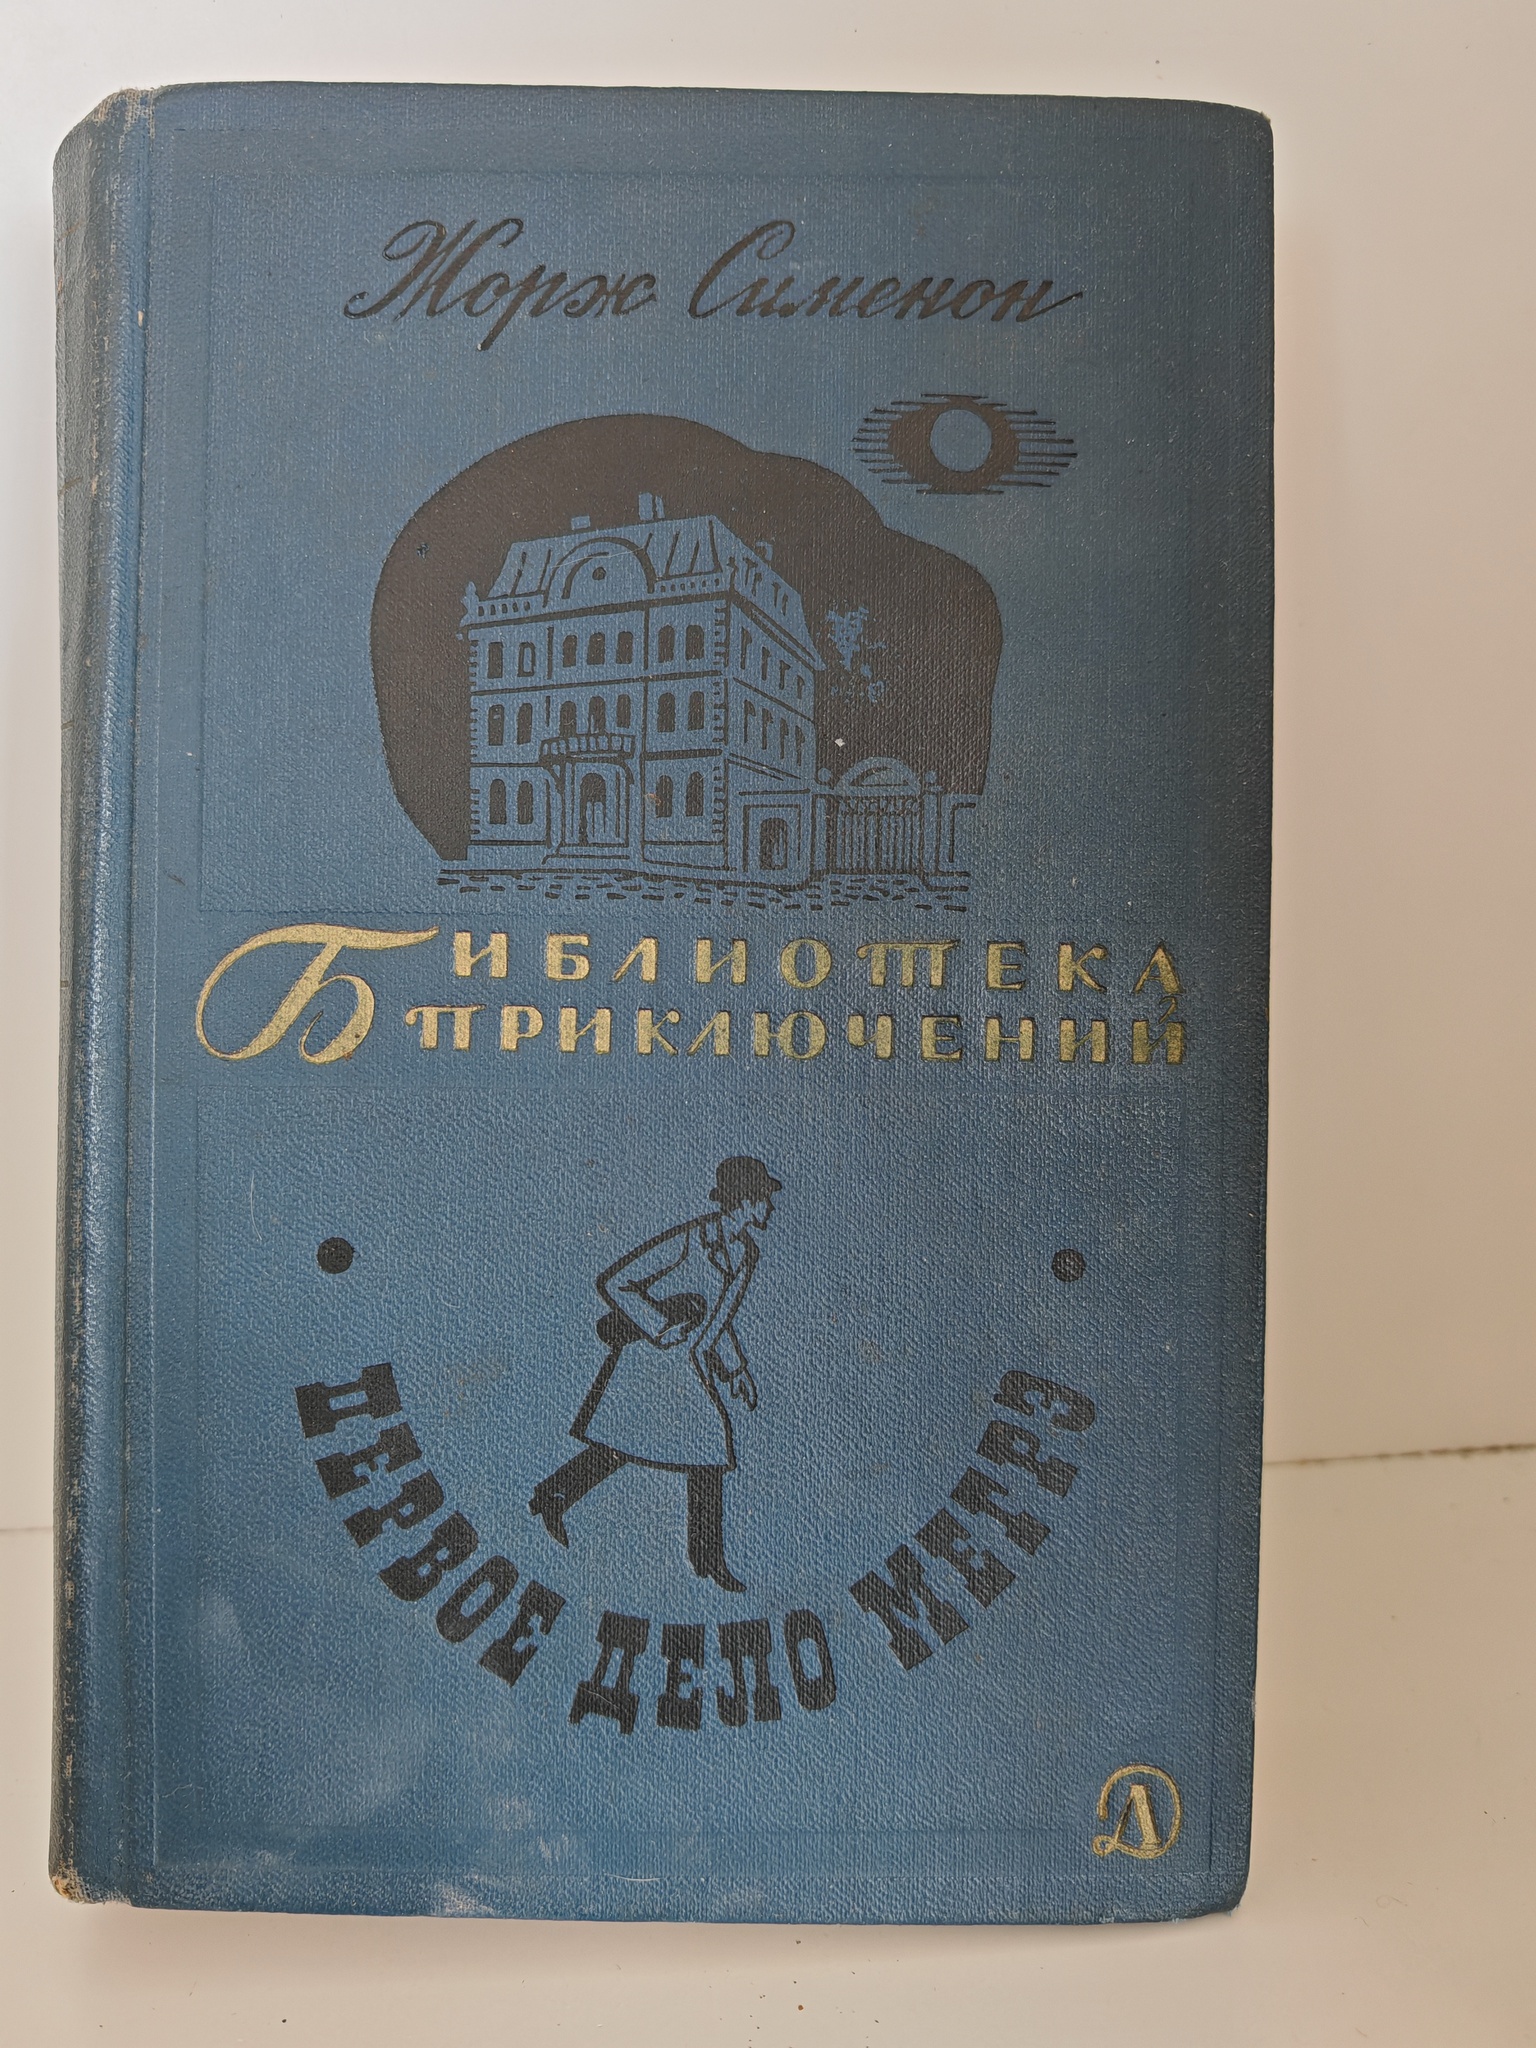 Жорж Сименон
БИБЛИОТЕКА
ПРИКЛЮЧЕНИЙ
ПЕРВОЕ ДЕЛО МЕГРЭ
Д